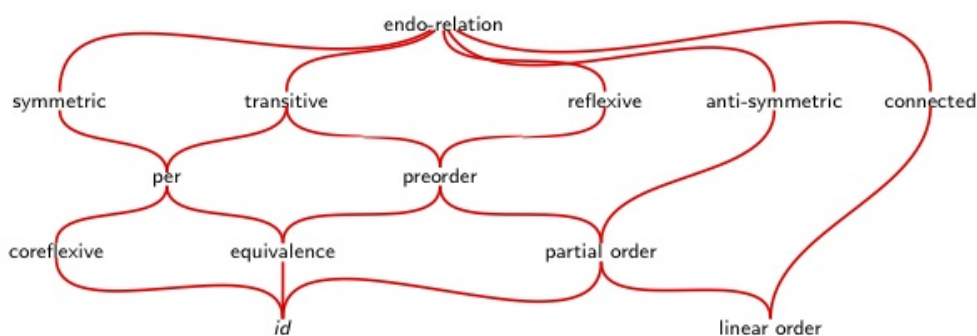 endo-relation
symmetric transitive reflexive anti-symmetric connected
per preorder
coreflexive equivalence partial order
id linear order